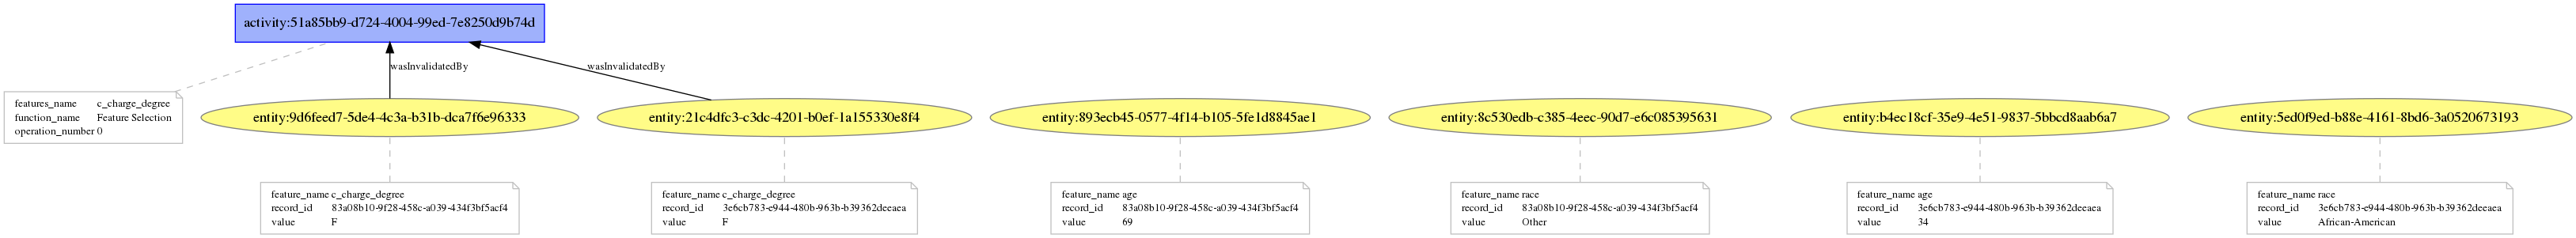 activity:51a85bb9-d724-4004-99ed-7e8250d9b74d
wasInvalidatedBy
wasInvalidatedBy
features_name c_charge_degree
function_name Feature Selection
operation_number 0
entity:9d6feed7-5de4-4c3a-b31b-dca7f6e96333
entity:21c4dfc3-c3dc-4201-b0ef-1a155330e8f4
entity:893ecb45-0577-4f14-b105-5fe1d8845ae1
entity:8c530edb-c385-4eec-90d7-e6c085395631
entity:b4ec18cf-35e9-4e51-9837-5bbcd8aab6a7
entity:5ed0f9ed-b88e-4161-8bd6-3a0520673193
feature_name c_charge_degree
record_id 83a08b10-9f28-458c-a039-434f3bf5acf4
value F
feature_name c_charge_degree
record_id 3e6cb783-e944-480b-963b-b39362deeaea
value F
feature_name age
record_id 83a08b10-9f28-458c-a039-434f3bf5acf4
value 69
feature_name race
record_id 83a08b10-9f28-458c-a039-434f3bf5acf4
value Other
feature_name age
record_id 3e6cb783-e944-480b-963b-b39362deeaea
value 34
feature_name race
record_id 3e6cb783-e944-480b-963b-b39362deeaea
value African-American